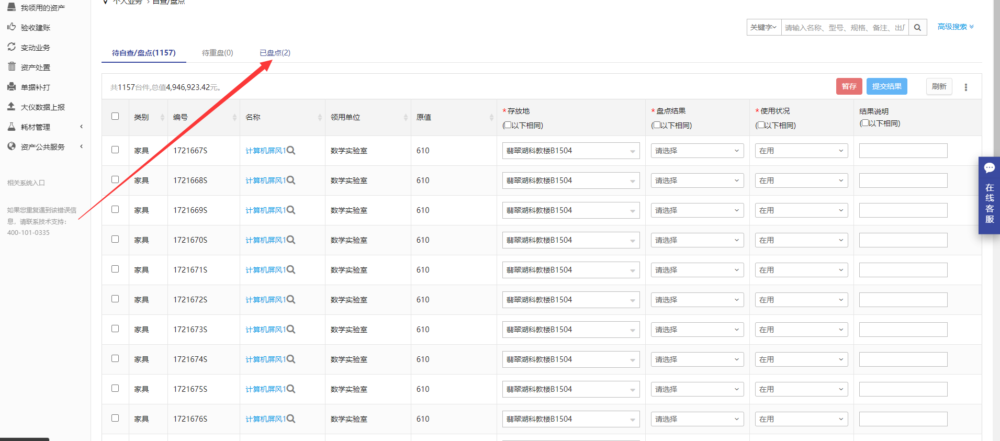 个人业务 > 自查/盘点
我领用的资产
验收建账
变动业务
资产处置
单据补打
大仪数据上报
耗材管理
资产公共服务
相关系统入口
如果您重复遇到该错误信
息，请联系技术支持：
400-101-0335
关键字
请输入名称、型号、规格、备注、出厂
高级搜索
待自查/盘点(1157)
待重盘(0)
已盘点(2)
共1157台件,总值4,946,923.42元。
暂存
提交结果
刷新
类别 编号 名称 领用单位 原值 *存放地 *盘点结果 *使用状况 结果说明
(以下相同) (以下相同) (以下相同) (以下相同)
家具 1721667S 计算机屏风1 数学实验室 610 翡翠湖科教楼B1504 请选择 在用
家具 1721668S 计算机屏风1 数学实验室 610 翡翠湖科教楼B1504 请选择 在用
家具 1721669S 计算机屏风1 数学实验室 610 翡翠湖科教楼B1504 请选择 在用
家具 1721670S 计算机屏风1 数学实验室 610 翡翠湖科教楼B1504 请选择 在用
家具 1721671S 计算机屏风1 数学实验室 610 翡翠湖科教楼B1504 请选择 在用
家具 1721672S 计算机屏风1 数学实验室 610 翡翠湖科教楼B1504 请选择 在用
家具 1721673S 计算机屏风1 数学实验室 610 翡翠湖科教楼B1504 请选择 在用
家具 1721674S 计算机屏风1 数学实验室 610 翡翠湖科教楼B1504 请选择 在用
家具 1721675S 计算机屏风1 数学实验室 610 翡翠湖科教楼B1504 请选择 在用
家具 1721676S 计算机屏风1 数学实验室 610 翡翠湖科教楼B1504 请选择 在用
在线客服